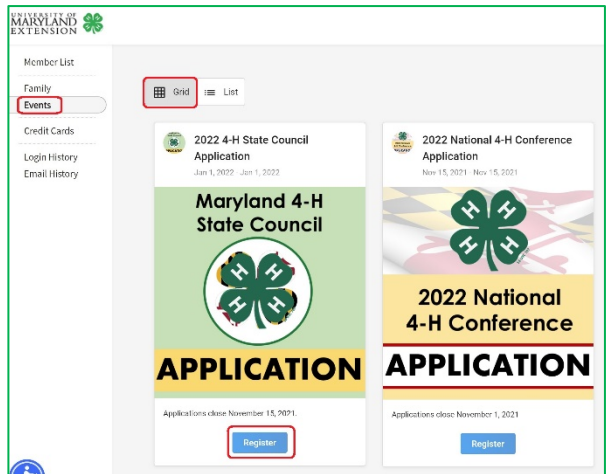 UNIVERSITY OF
MARYLAND
EXTENSION
Member List
Family
Events
Credit Cards
Login History
Email History
Grid
List
2022 4-H State Council
Application
Jan 1, 2022 - Jan 1, 2022
Maryland 4-H
State Council
H H
H H
APPLICATION
Applications close November 15, 2021.
Register
2022 National 4-H Conference
Application
Nov 15, 2021 - Nov 15, 2021
H H
H H
2022 National
4-H Conference
APPLICATION
Applications close November 1, 2021
Register